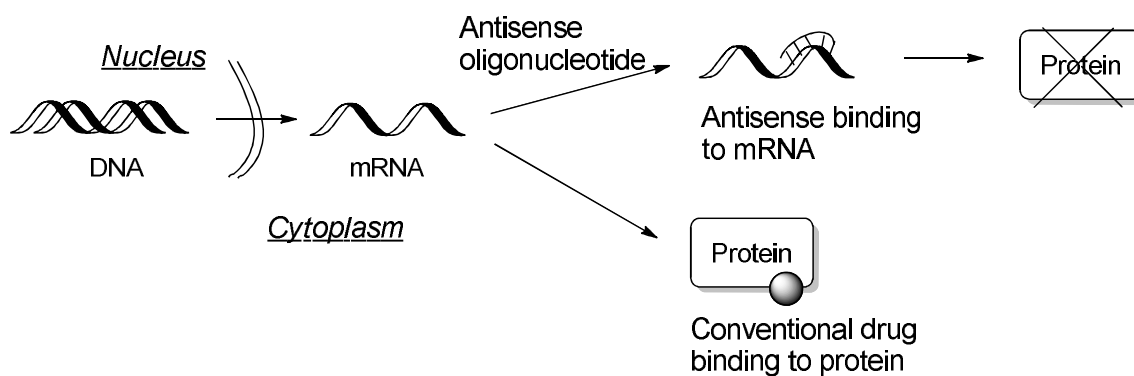 Nucleus
DNA
mRNA
Cytoplasm
Antisense
oligonucleotide
Antisense binding
to mRNA
Protein
Protein
Conventional drug
binding to protein